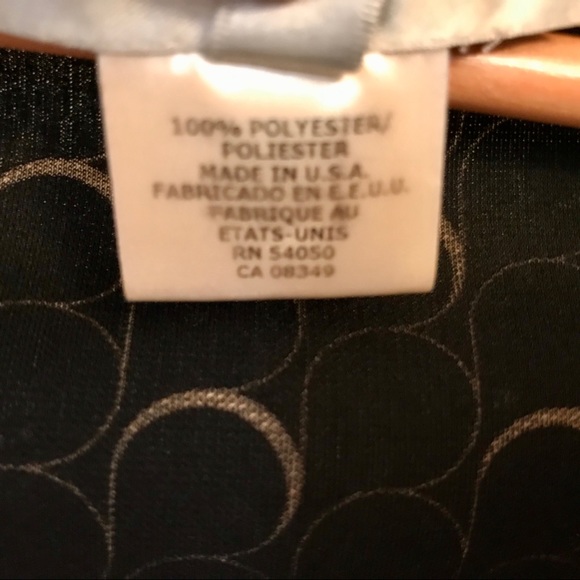 100% POLYESTER/
POLIESTER
MADE IN U.S.A.
FABRICADO EN E.E.U.U.
FABRIQUE AU
ETATS-UNIS
RN 54050
CA 08349